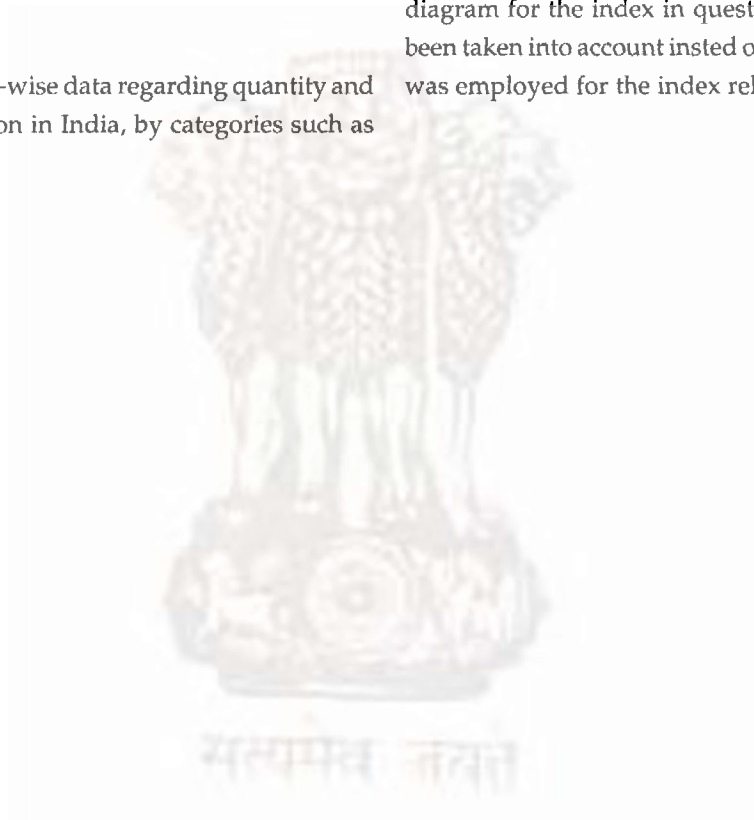 -wise data regarding quantity and
on in India, by categories such as
diagram for the index in quest
been taken into account insted o
was employed for the index rel
सत्यमेव जयते